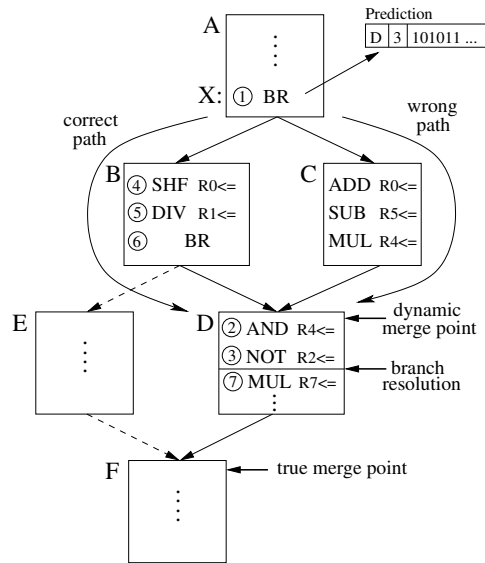 Prediction
D 3 101011 ...
A
X: 1 BR
correct path
wrong path
B
4 SHF R0<=
5 DIV R1<=
6 BR
C
ADD R0<=
SUB R5<=
MUL R4<=
E
D
2 AND R4<=
3 NOT R2<=
7 MUL R7<=
dynamic merge point
branch resolution
F
true merge point